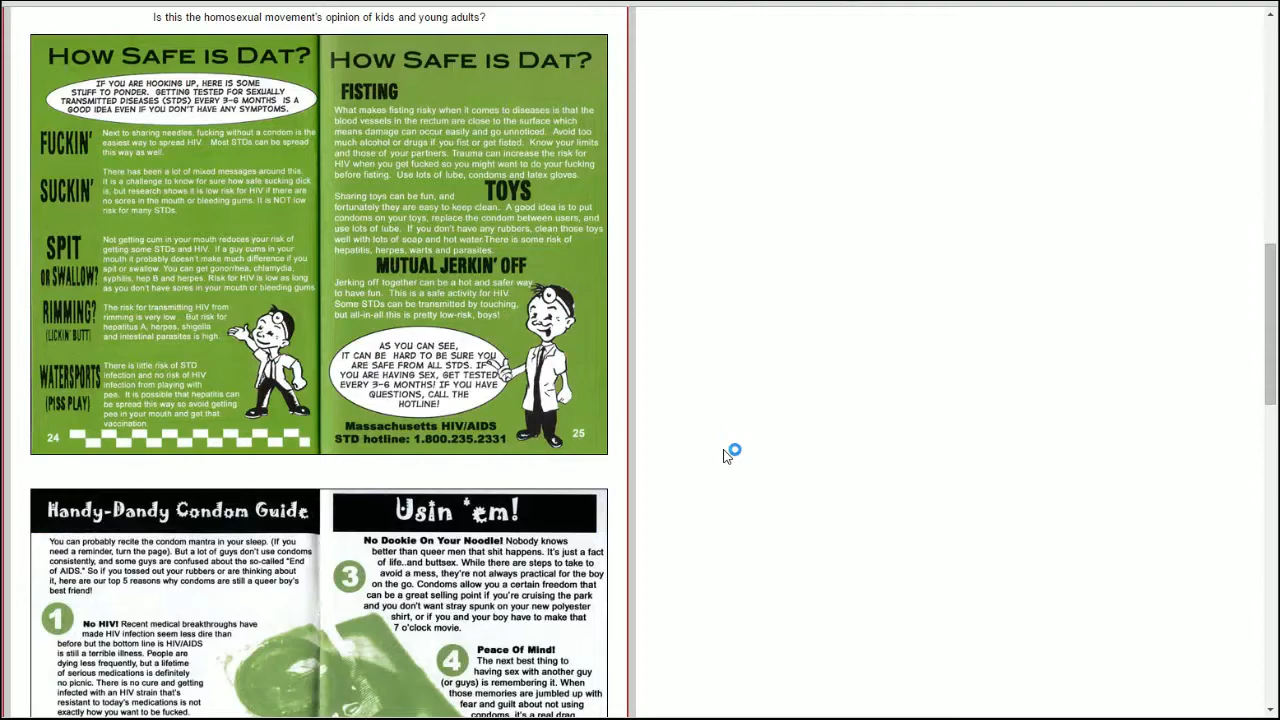 Is this the homosexual movement's opinion of kids and young adults?
HOW SAFE IS DAT?
IF YOU ARE HOOKING UP, HERE IS SOME
STUFF TO PONDER. GETTING TESTED FOR SEXUALLY
TRANSMITTED DISEASES (STDS) EVERY 3-6 MONTHS IS A
GOOD IDEA EVEN IF YOU DON'T HAVE ANY SYMPTOMS.
FUCKIN'
Next to sharing needles, fucking without a condom is the
easiest way to spread HIV. Most STDs can be spread
this way as well.
SUCKIN'
There has been a lot of mixed messages around this.
It is a challenge to know for sure how safe sucking dick
is, but research shows it is low risk for HIV if there are
no sores in the mouth or bleeding gums. It is NOT low
risk for many STDs.
SPIT
OR SWALLOW?
Not getting cum in your mouth reduces your risk of
getting some STDs and HIV. If a guy cums in your
mouth it probably doesn't make much difference if you
spit or swallow. You can get gonorrhea, chlamydia,
syphilis, hep B and herpes. Risk for HIV is low as long
as you don't have sores in your mouth or bleeding gums
RIMMING?
(LICKIN' BUTT)
The risk for transmitting HIV from
rimming is very low. But risk for
hepatitus A, herpes, shigella
and intestinal parasites is high.
WATERSPORTS
(PISS PLAY)
There is little risk of STD
infection and no risk of HIV
infection from playing with
pee. It is possible that hepatitis can
be spread this way so avoid getting
pee in your mouth and get that
vaccination.
24
HOW SAFE IS DAT?
FISTING
What makes fisting risky when it comes to diseases is that the
blood vessels in the rectum are close to the surface which
means damage can occur easily and go unnoticed. Avoid too
much alcohol or drugs if you fist or get fisted. Know your limits
and those of your partners. Trauma can increase the risk for
HIV when you get fucked so you might want to do your fucking
before fisting. Use lots of lube, condoms and latex gloves.
TOYS
Sharing toys can be fun, and
fortunately they are easy to keep clean. A good idea is to put
condoms on your toys, replace the condom between users, and
use lots of lube. If you don't have any rubbers, clean those toys
well with lots of soap and hot water.There is some risk of
hepatitis, herpes, warts and parasites.
MUTUAL JERKIN' OFF
Jerking off together can be a hot and safer way
to have fun. This is a safe activity for HIV.
Some STDs can be transmitted by touching,
but all-in-all this is pretty low-risk, boys!
AS YOU CAN SEE,
IT CAN BE HARD TO BE SURE YOU
ARE SAFE FROM ALL STDS. IF
YOU ARE HAVING SEX, GET TESTED
EVERY 3-6 MONTHS! IF YOU HAVE
QUESTIONS, CALL THE
HOTLINE!
Massachusetts HIV/AIDS
STD hotline: 1.800.235.2331
25
Handy-Dandy Condom Guide
You can probably recite the condom mantra in your sleep. (If you
need a reminder, turn the page). But a lot of guys don't use condoms
consistently, and some guys are confused about the so-called "End
of AIDS." So if you tossed out your rubbers or are thinking about
it, here are our top 5 reasons why condoms are still a queer boy's
best friend!
1
No HIV! Recent medical breakthroughs have
made HIV infection seem less dire than
before but the bottom line is HIV/AIDS
is still a terrible illness. People are
dying less frequently, but a lifetime
of serious medications is definitely
no picnic. There is no cure and getting
infected with an HIV strain that's
resistant to today's medications is not
exactly how you want to be fucked.
Usin 'em!
3
No Dookie On Your Noodle! Nobody knows
better than queer men that shit happens. It's just a fact
of life..and buttsex. While there are steps to take to
avoid a mess, they're not always practical for the boy
on the go. Condoms allow you a certain freedom that
can be a great selling point if you're cruising the park
and you don't want stray spunk on your new polyester
shirt, or if you and your boy have to make that
7 o'clock movie.
4
Peace Of Mind!
The next best thing to
having sex with another guy
(or guys) is remembering it. When
those memories are jumbled up with
fear and guilt about not using
condoms, it's a real drag